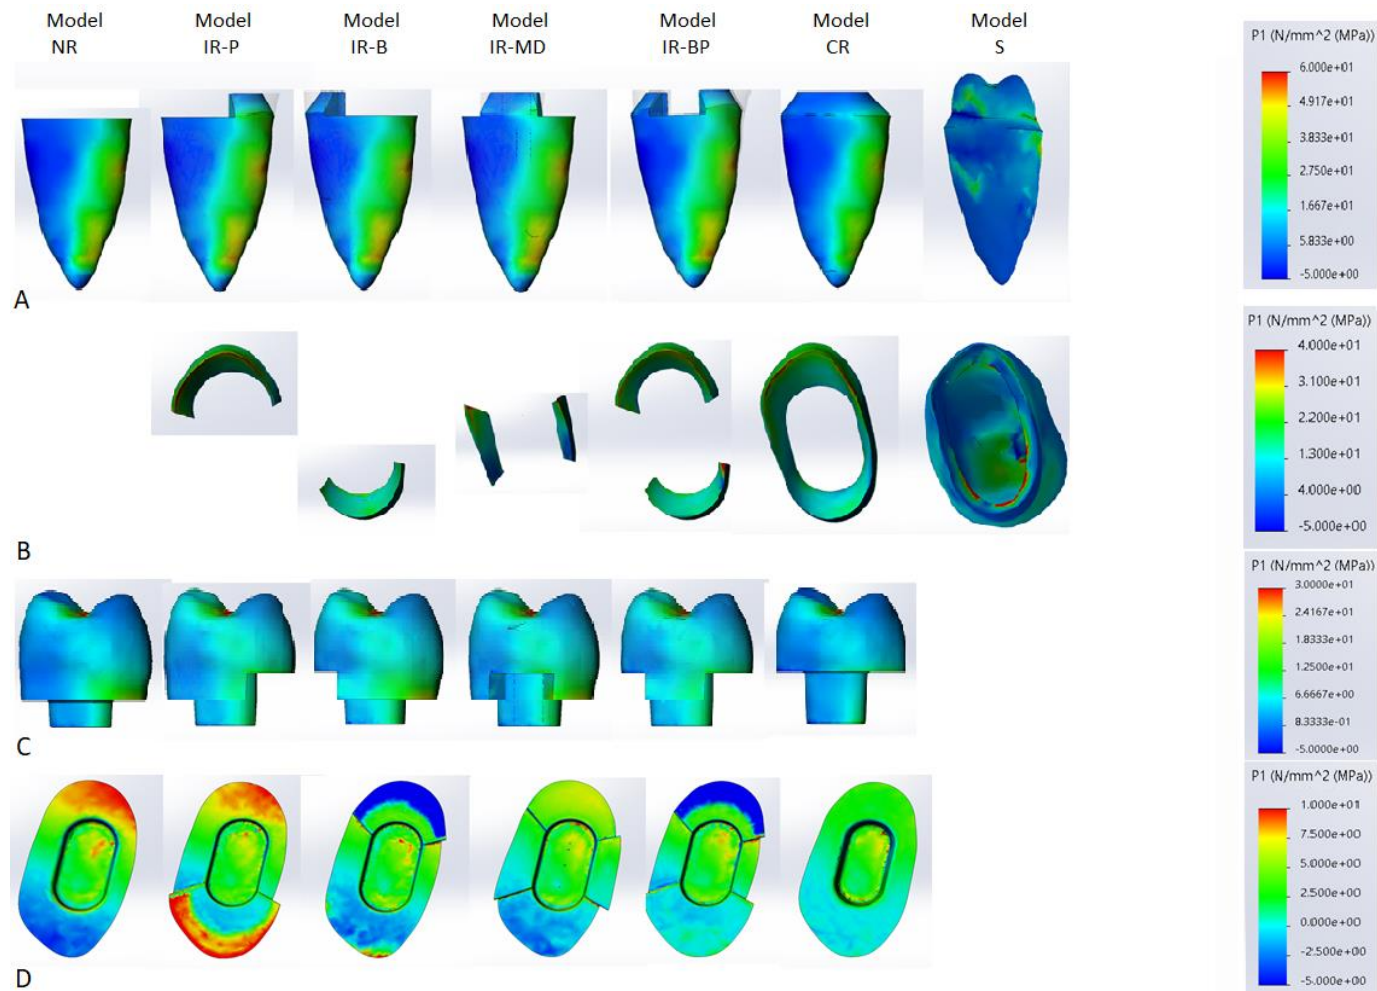 Model Model Model Model Model Model Model
NR IR-P IR-B IR-MD IR-BP CR S
P1 (N/mm^2 (MPa))
6.000e+01
4.917e+01
3.833e+01
2.750e+01
1.667e+01
5.833e+00
-5.000e+00
A
P1 (N/mm^2 (MPa))
4.000e+01
3.100e+01
2.200e+01
1.300e+01
4.000e+00
-5.000e+00
B
P1 (N/mm^2 (MPa))
3.0000e+01
2.4167e+01
1.8333e+01
1.2500e+01
6.6667e+00
8.3333e-01
-5.0000e+00
C
P1 (N/mm^2 (MPa))
1.000e+01
7.500e+00
5.000e+00
2.500e+00
0.000e+00
-2.500e+00
-5.000e+00
D